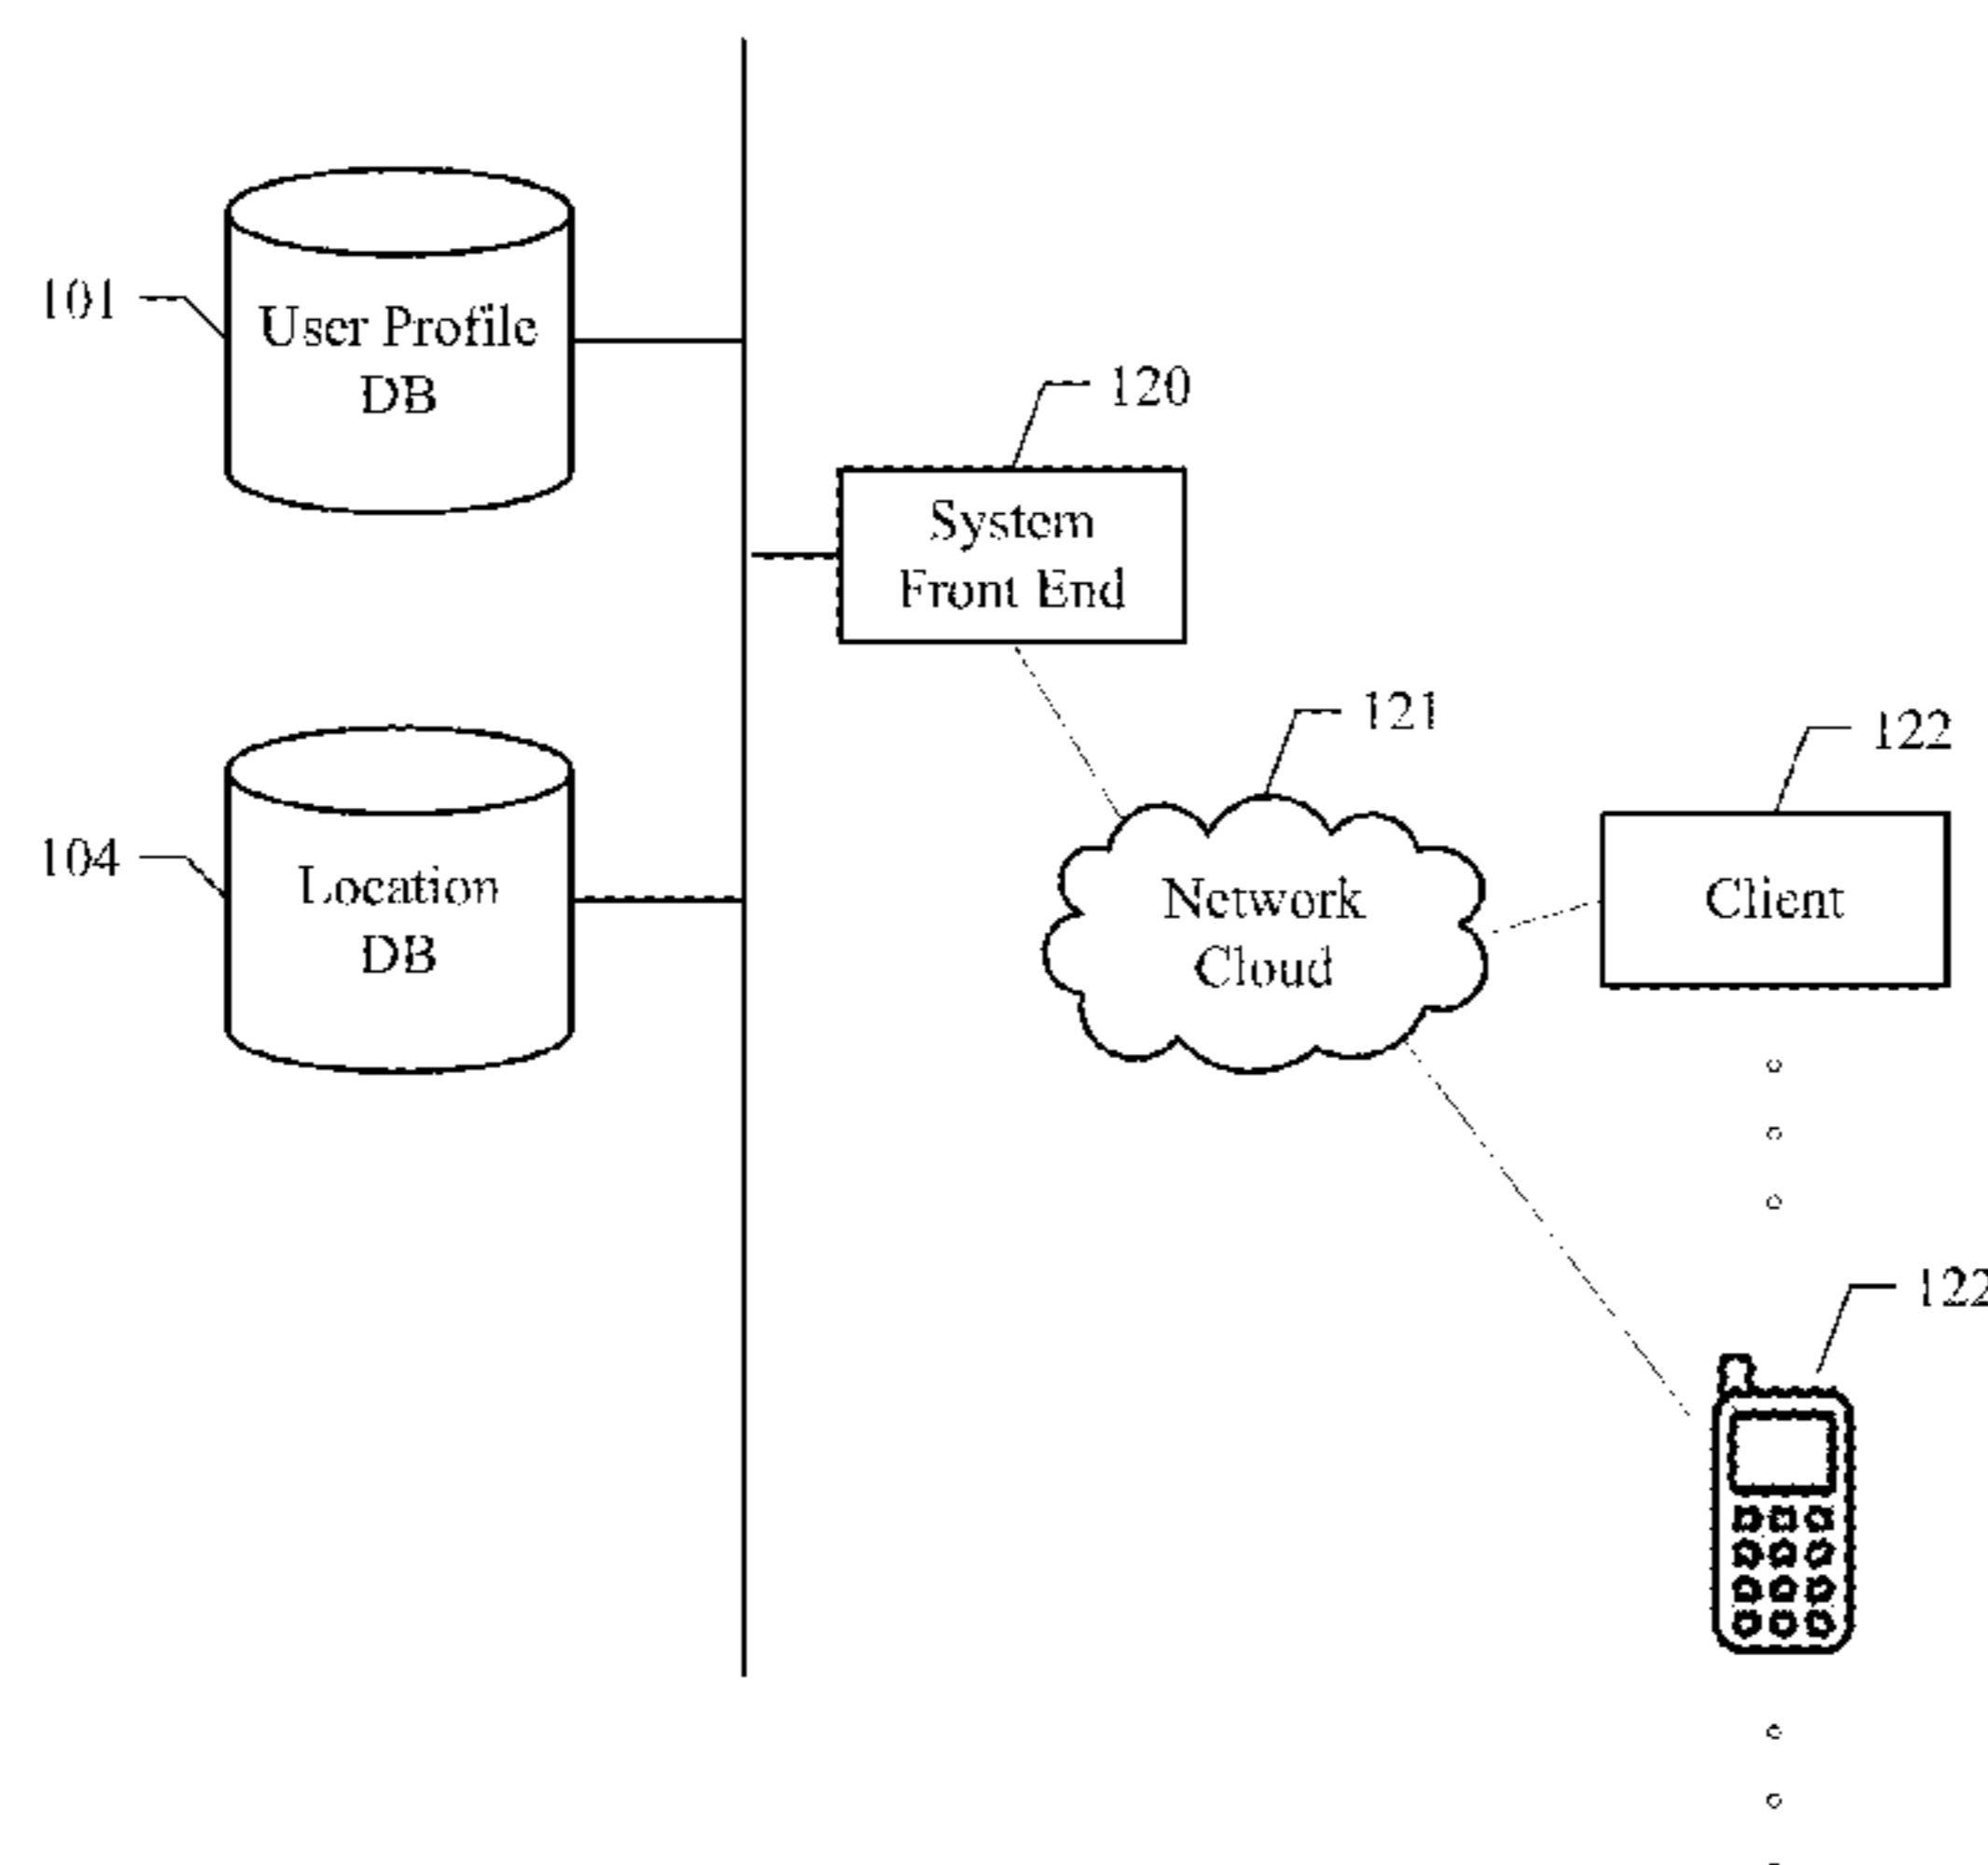 101
User Profile
DB
120
System
Front End
121
122
104
Location
DB
Network
Cloud
Client
122